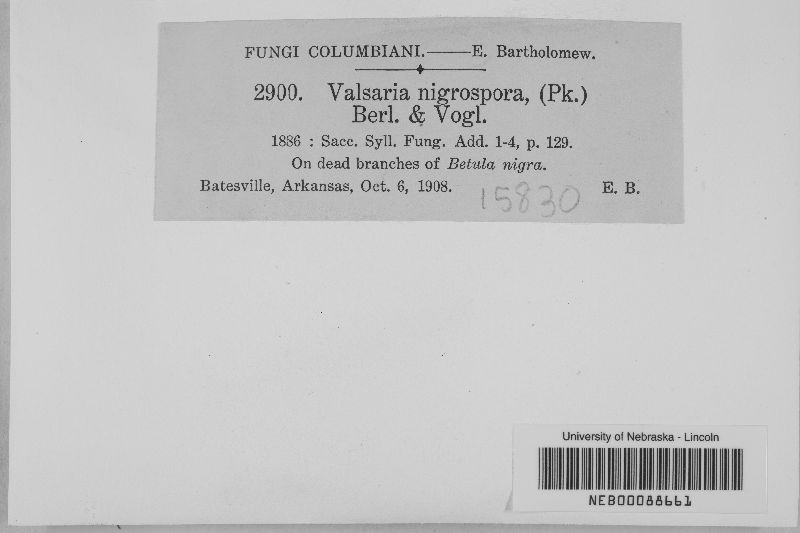 FUNGI COLUMBIANI.——E. Bartholomew.
2900. Valsaria nigrospora, (Pk.)
Berl. & Vogl.
1886 : Sacc. Syll. Fung. Add. 1-4, p. 129.
On dead branches of Betula nigra.
Batesville, Arkansas, Oct. 6, 1908. 15830 E. B.
University of Nebraska - Lincoln
NEB00088661